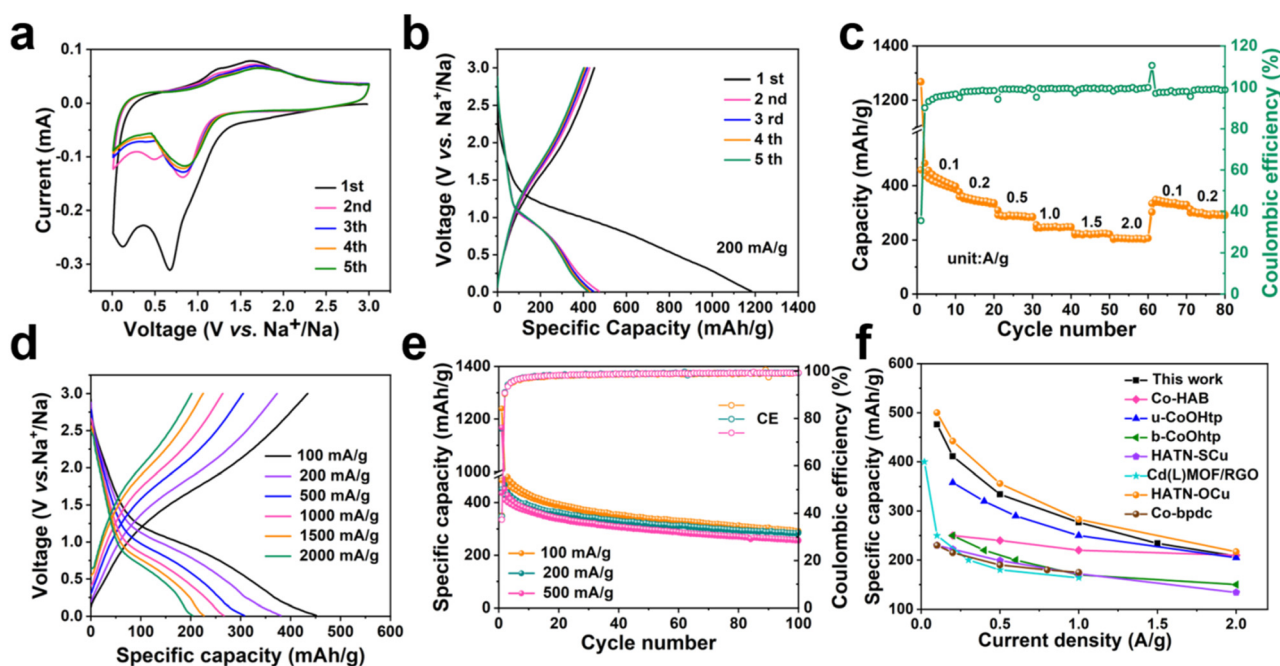 a
0.1
0.0
-0.1
-0.2
-0.3
Current (mA)
1st
2nd
3th
4th
5th
0.0 0.5 1.0 1.5 2.0 2.5 3.0
Voltage (V vs. Na⁺/Na)
b
3.0
2.5
2.0
1.5
1.0
0.5
0.0
Voltage (V vs. Na⁺/Na)
1 st
2 nd
3 rd
4 th
5 th
200 mA/g
0 200 400 600 800 1000 1200 1400
Specific Capacity (mAh/g)
c
1400
1200
400
200
0
Capacity (mAh/g)
0.1
0.2
0.5
1.0
1.5
2.0
0.1
0.2
unit:A/g
120
100
80
60
40
20
0
Coulombic efficiency (%)
0 10 20 30 40 50 60 70 80
Cycle number
d
3.0
2.5
2.0
1.5
1.0
0.5
0.0
Voltage (V vs.Na⁺/Na)
100 mA/g
200 mA/g
500 mA/g
1000 mA/g
1500 mA/g
2000 mA/g
0 100 200 300 400 500 600
Specific capacity (mAh/g)
e
1400
1200
1000
400
200
0
Specific capacity (mAh/g)
CE
100 mA/g
200 mA/g
500 mA/g
100
80
60
40
20
0
Coulombic efficiency (%)
0 20 40 60 80 100
Cycle number
f
600
500
400
300
200
100
Specific capacity (mAh/g)
This work
Co-HAB
u-CoOHtp
b-CoOhtp
HATN-SCu
Cd(L)MOF/RGO
HATN-OCu
Co-bpdc
0.0 0.5 1.0 1.5 2.0
Current density (A/g)